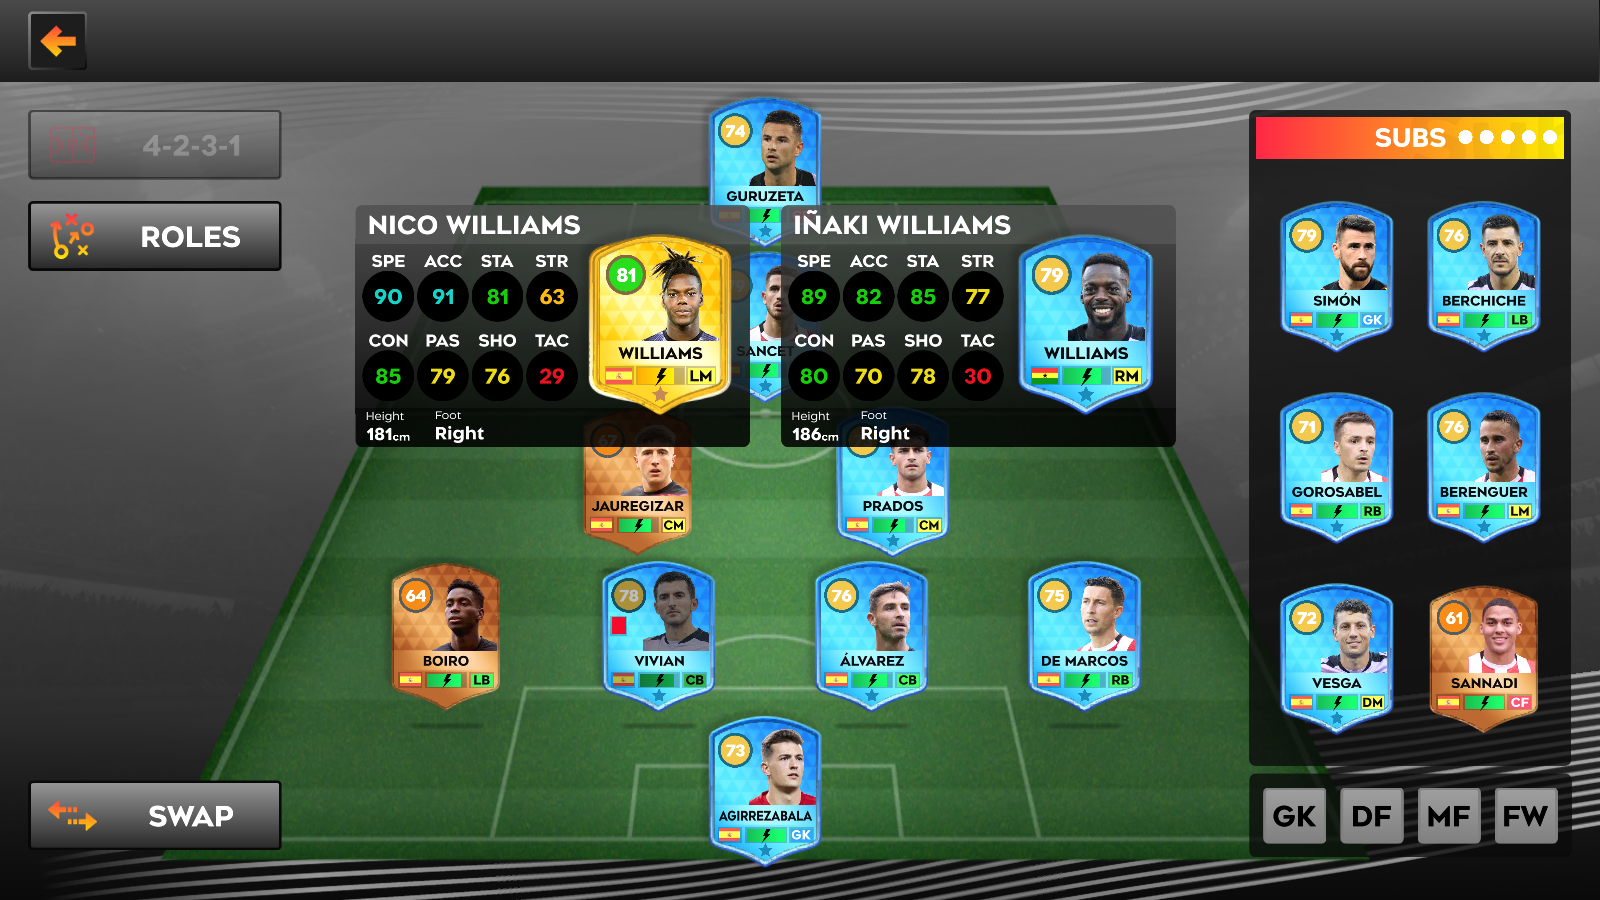 4-2-3-1
ROLES
SWAP
74
GURUZETA
NICO WILLIAMS
SPE ACC STA STR
90 91 81 63
CON PAS SHO TAC
85 79 76 29
Height Foot
181cm Right
81
WILLIAMS
LM
SANCET
IÑAKI WILLIAMS
SPE ACC STA STR
89 82 85 77
CON PAS SHO TAC
80 70 78 30
Height Foot
186cm Right
79
WILLIAMS
RM
67
JAUREGIZAR
CM
PRADOS
CM
64
BOIRO
LB
78
VIVIAN
CB
76
ÁLVAREZ
CB
75
DE MARCOS
RB
73
AGIRREZABALA
GK
SUBS
79
SIMÓN
GK
76
BERCHICHE
LB
71
GOROSABEL
RB
76
BERENGUER
LM
72
VESGA
DM
61
SANNADI
CF
GK DF MF FW